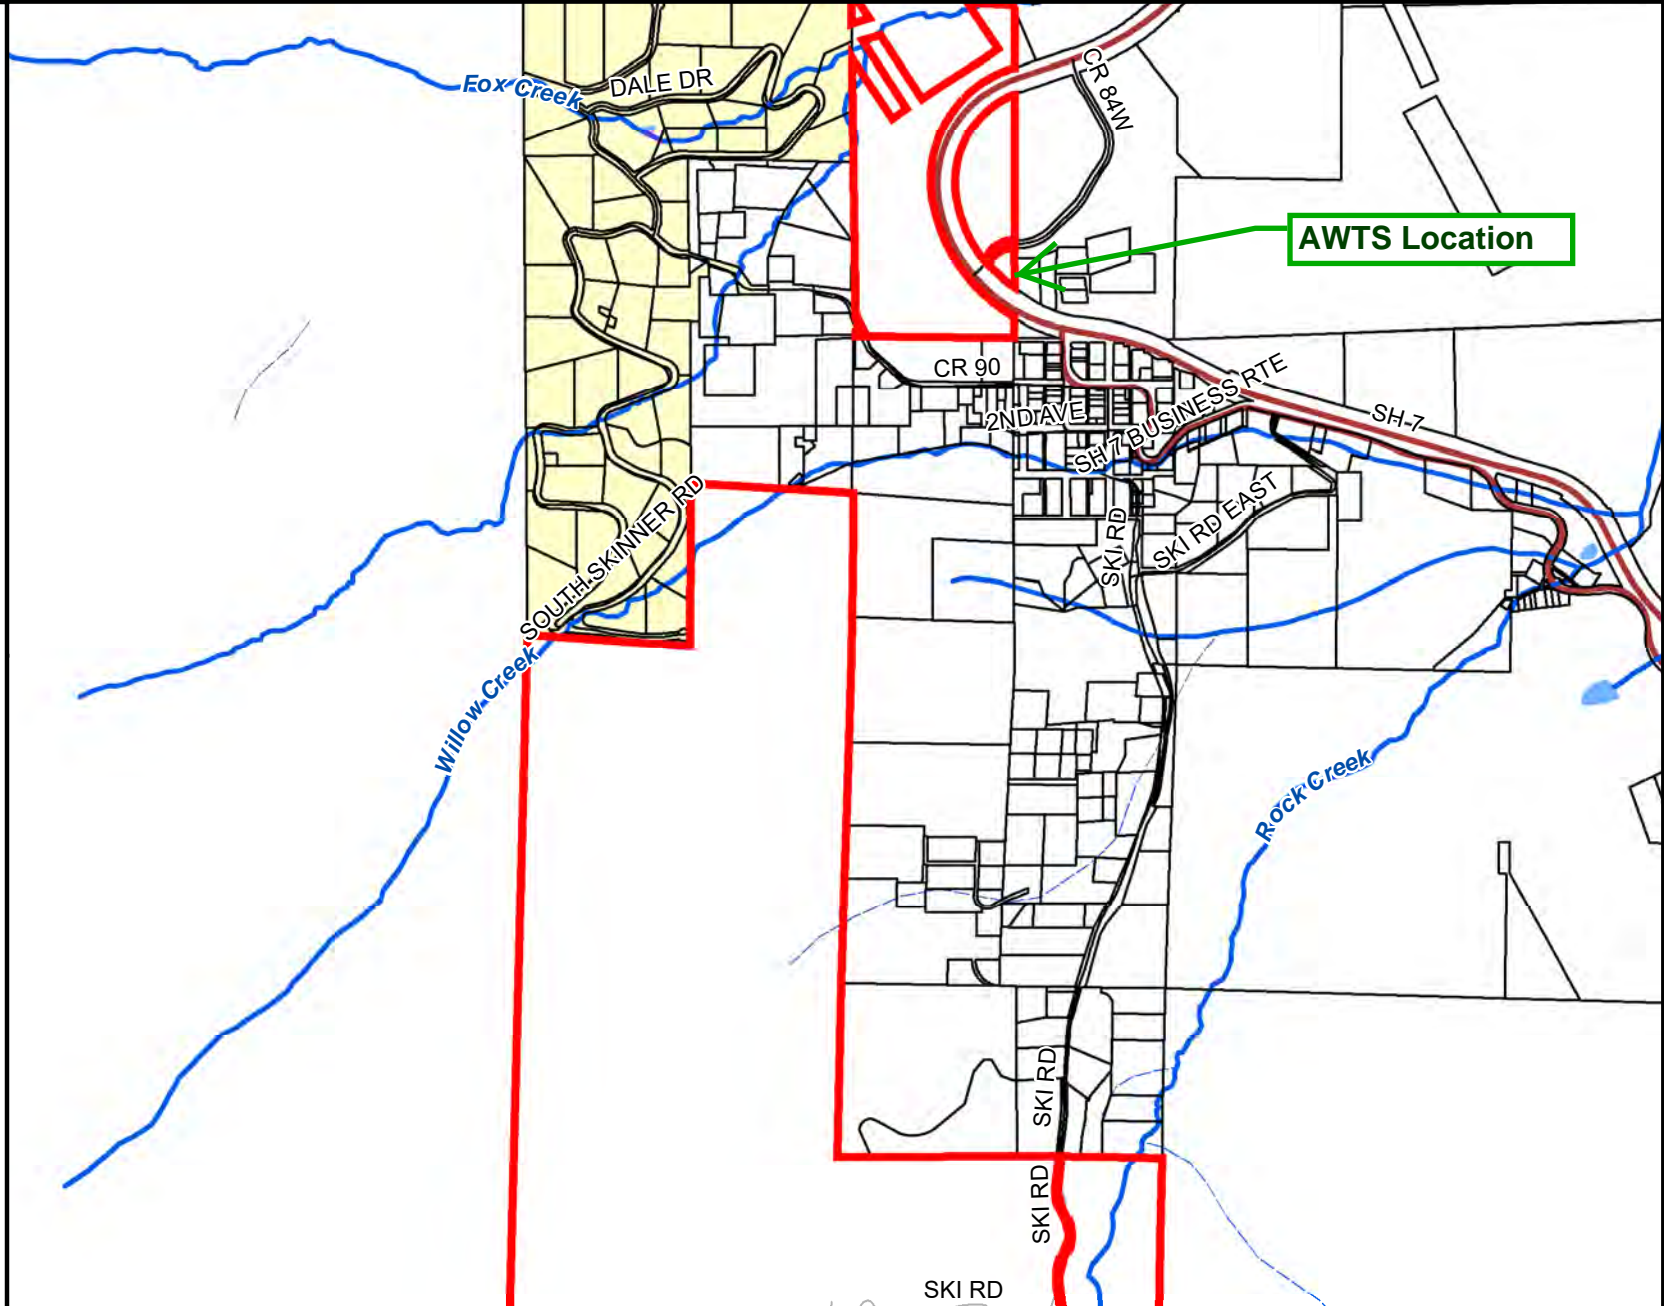 Fox Creek
DALE DR
CR 84W
AWTS Location
CR 90
2ND AVE
SH 7 BUSINESS RTE
SH 7
SOUTH SKINNER RD
SKI RD
SKI RD EAST
Willow Creek
Rock Creek
SKI RD
SKI RD
SKI RD